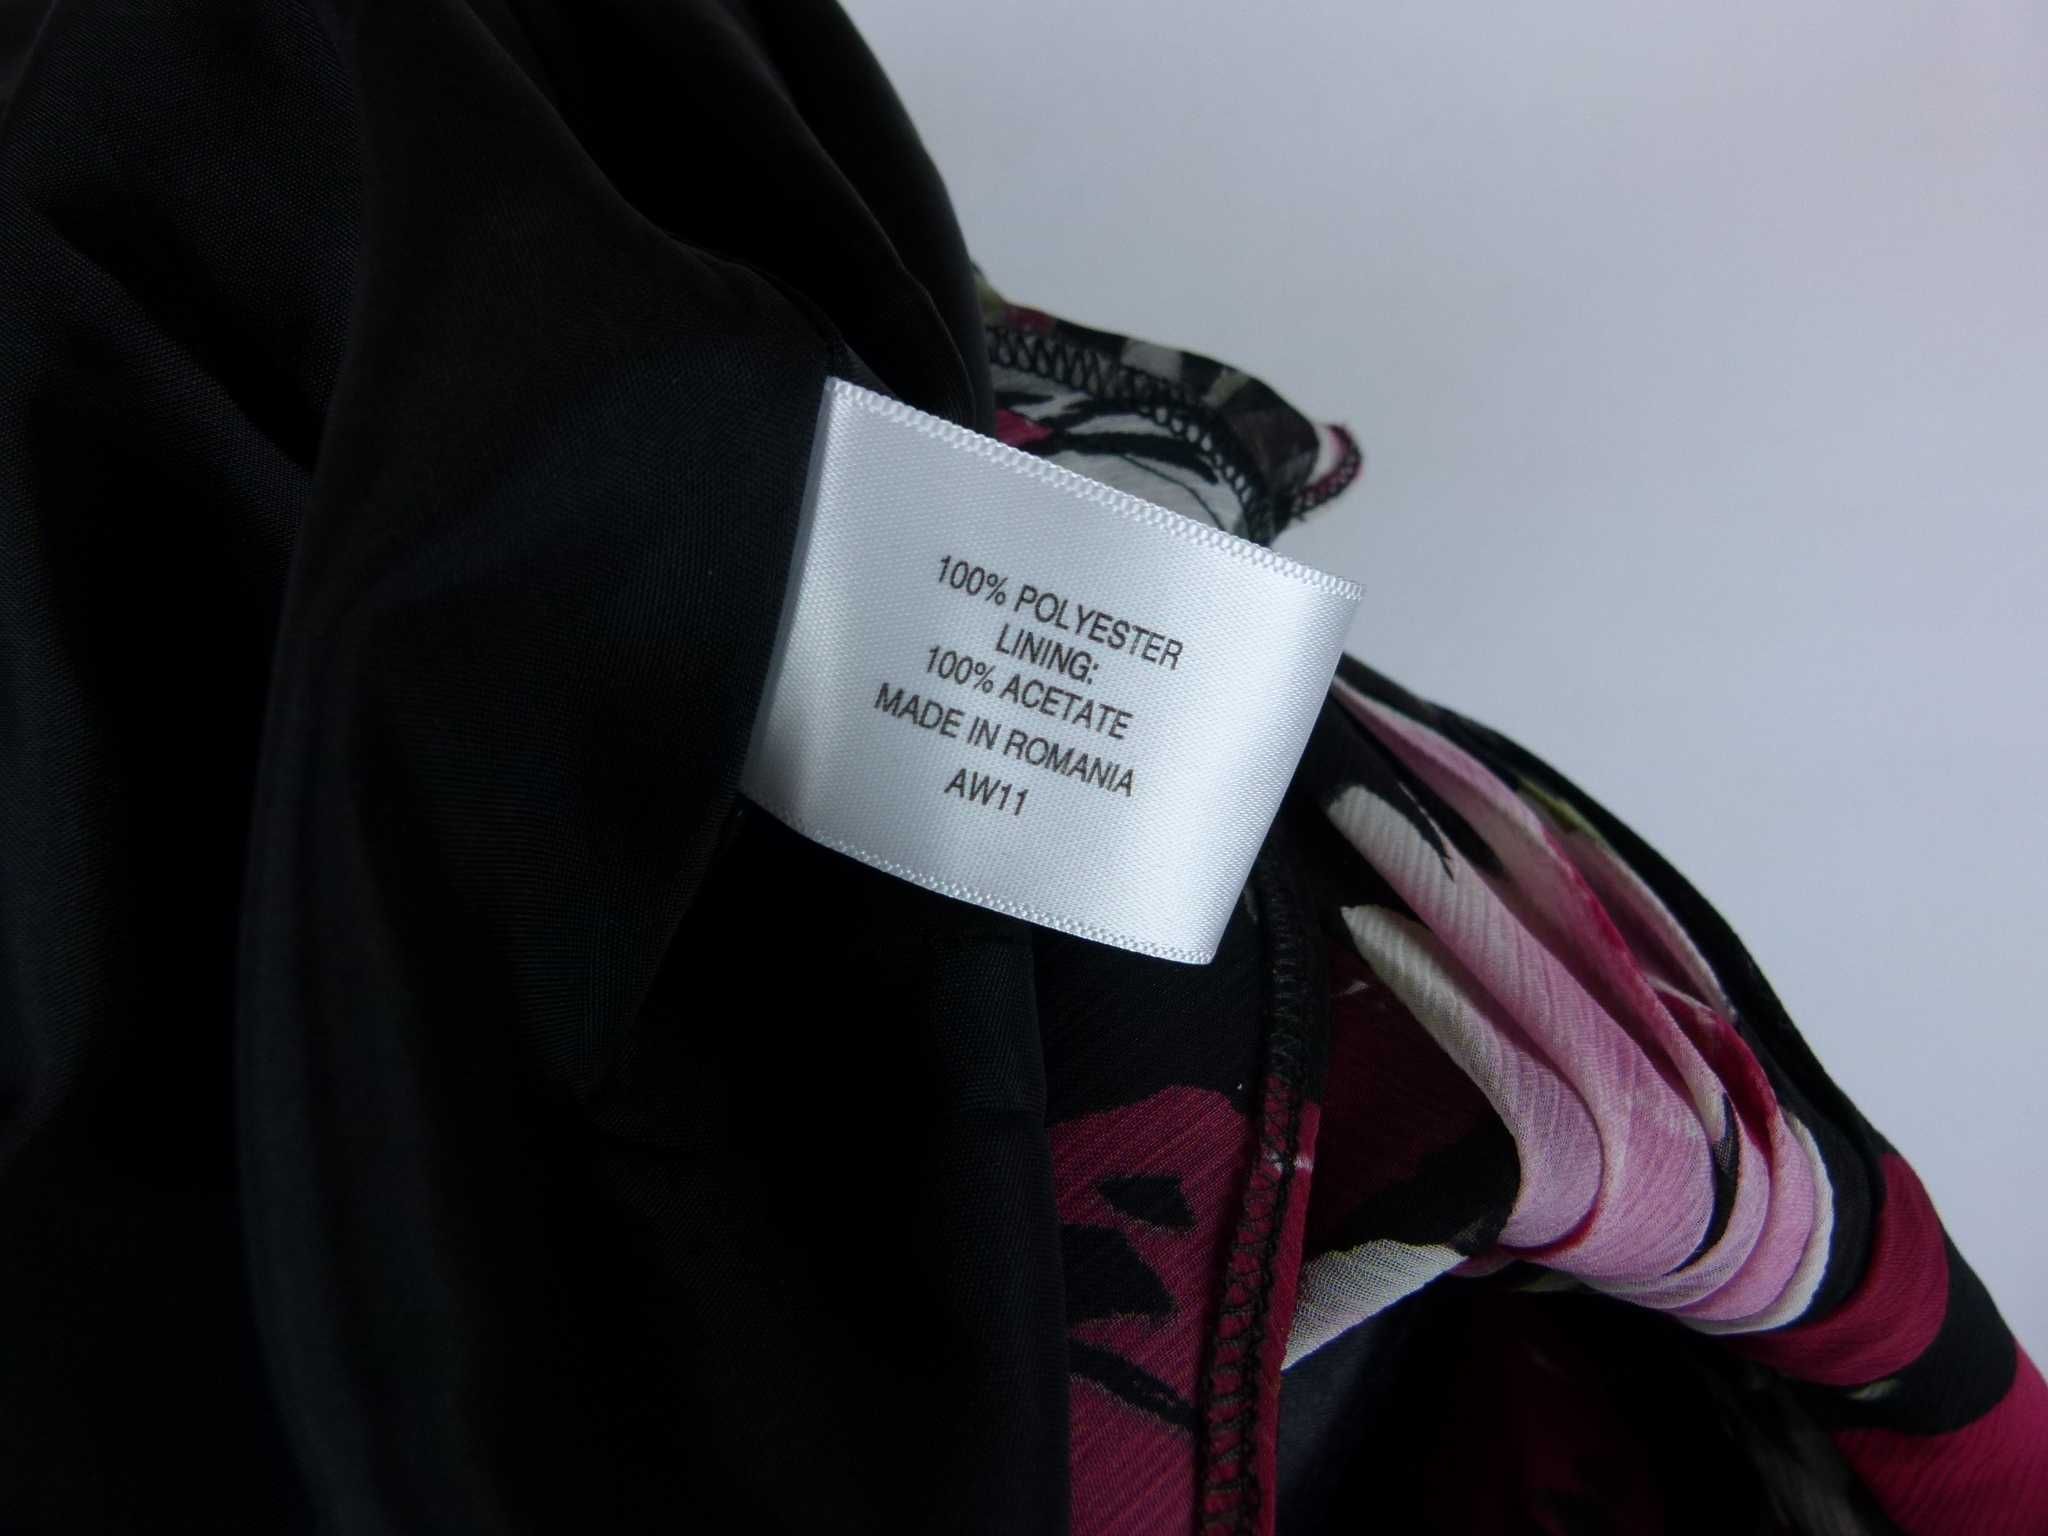 100% POLYESTER
LINING:
100% ACETATE
MADE IN ROMANIA
AW11